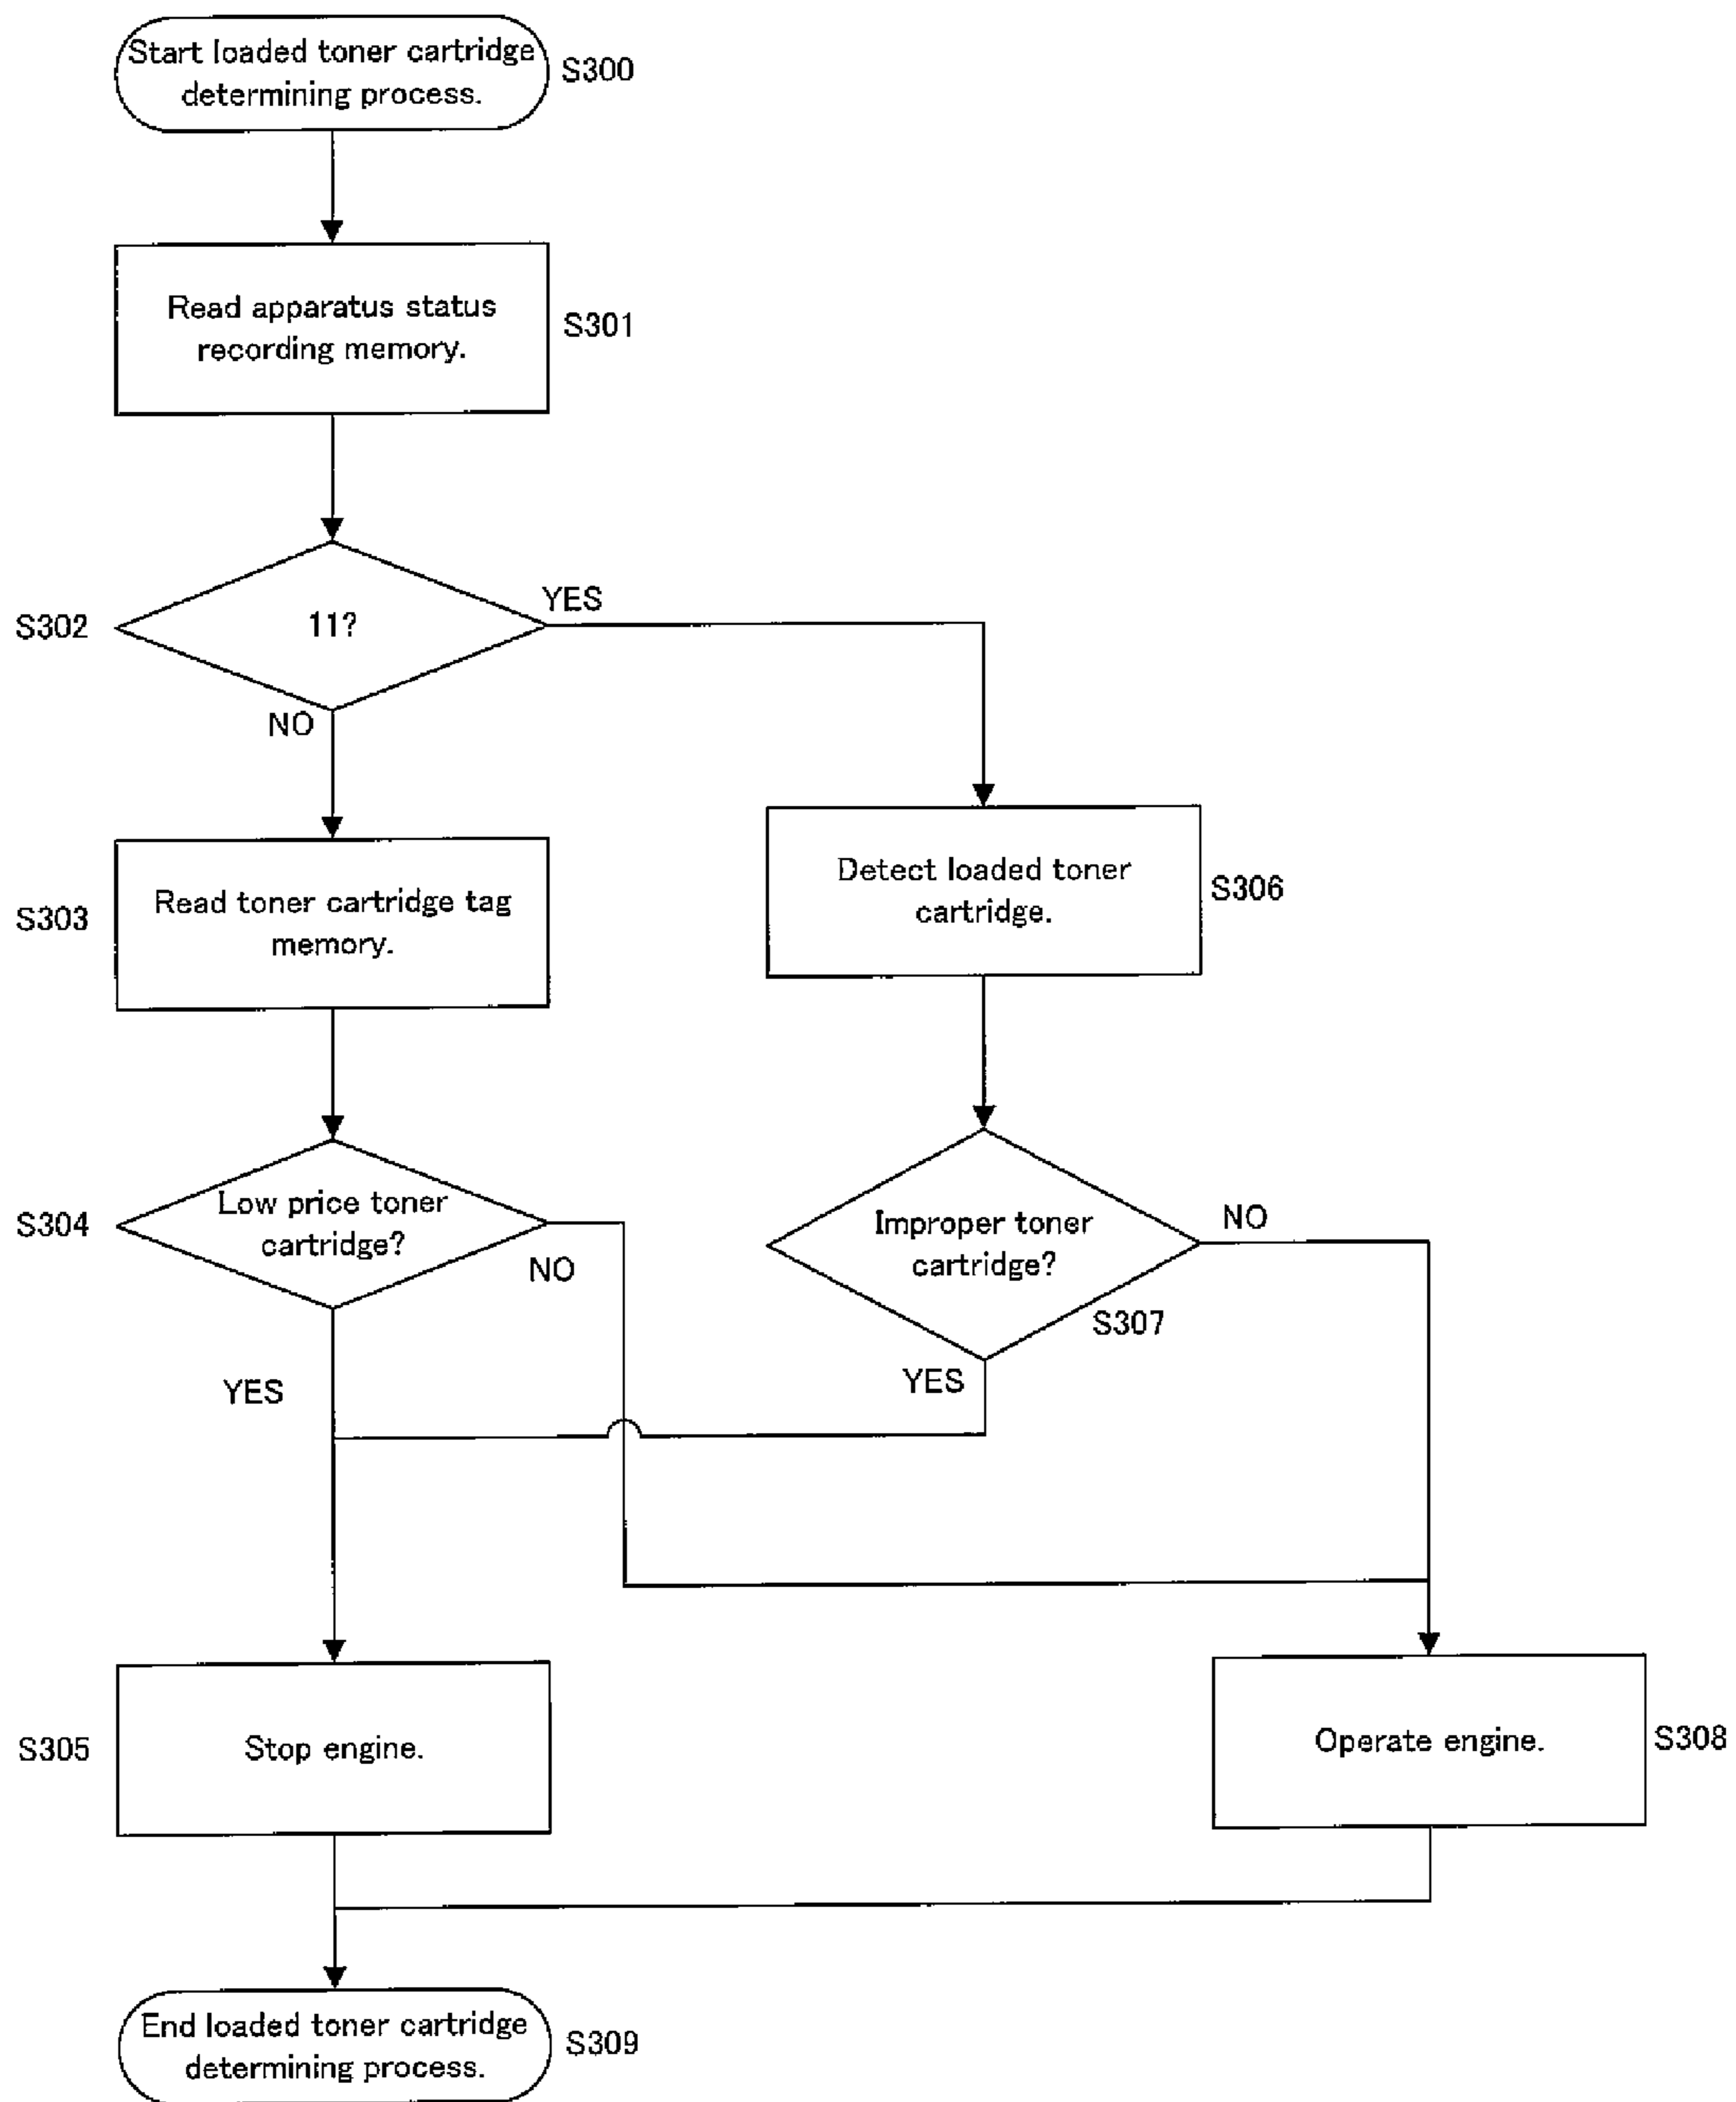 Start loaded toner cartridge
determining process.
S300
Read apparatus status
recording memory.
S301
S302
11?
YES
NO
S303
Read toner cartridge tag
memory.
Detect loaded toner
cartridge.
S306
S304
Low price toner
cartridge?
NO
YES
Improper toner
cartridge?
NO
S307
YES
S305
Stop engine.
Operate engine.
S308
End loaded toner cartridge
determining process.
S309